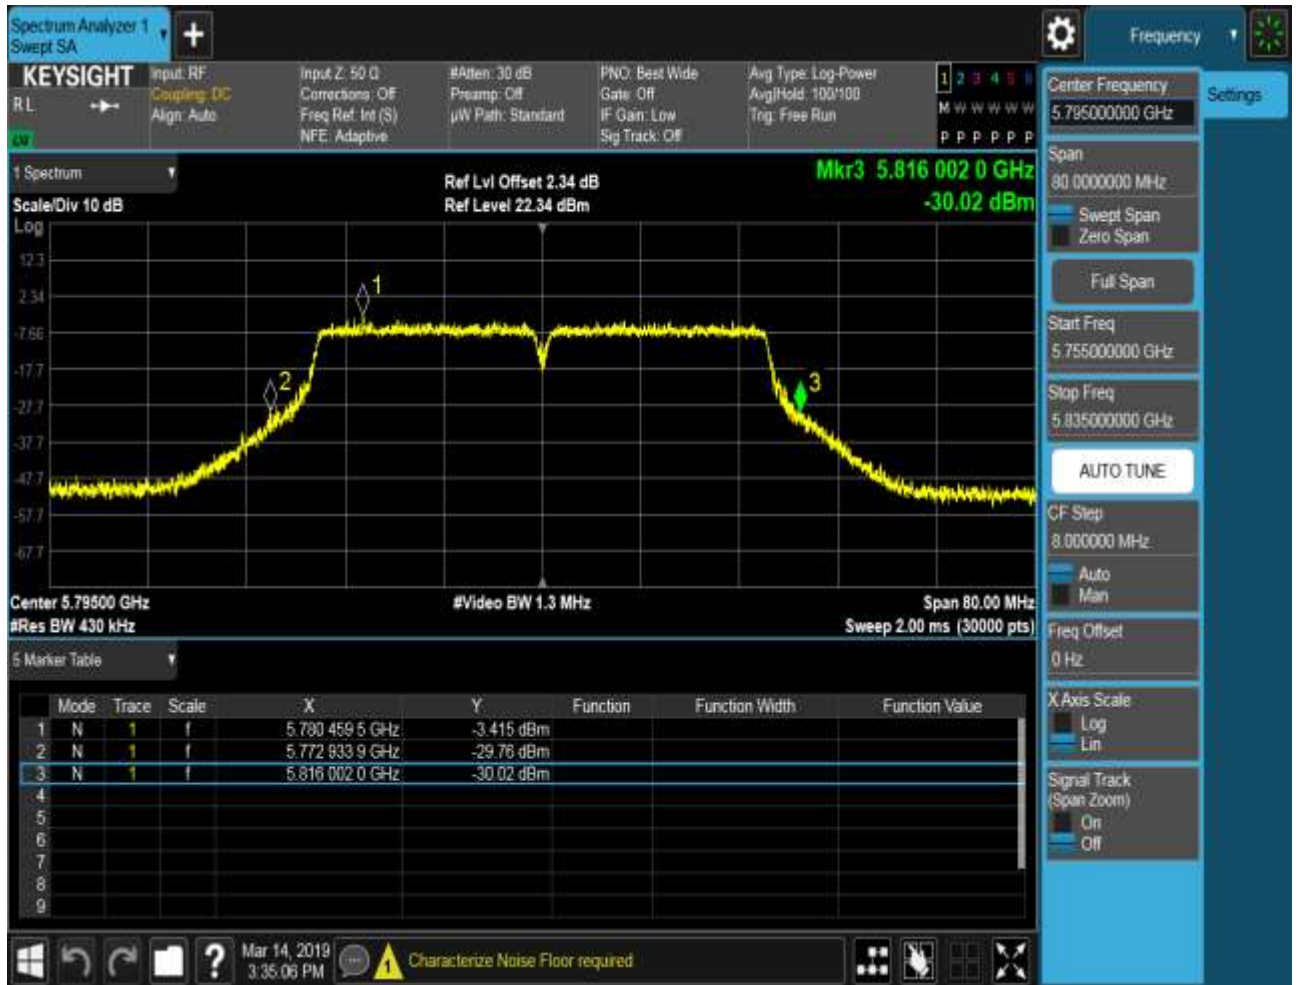 Spectrum Analyzer 1
Swept SA
+
Frequency
KEYSIGHT
RL
Input: RF
Coupling: DC
Align: Auto
Input Z: 50 Ω
Corrections: Off
Freq Ref: Int (S)
NFE: Adaptive
#Atten: 30 dB
Preamp: Off
µW Path: Standard
PNO: Best Wide
Gate: Off
IF Gain: Low
Sig Track: Off
Avg Type: Log-Power
Avg|Hold: 100/100
Trig: Free Run
1 2 3 4 5 6
M W W W W W
P P P P P P
1 Spectrum
Scale/Div 10 dB
Ref Lvl Offset 2.34 dB
Ref Level 22.34 dBm
Mkr3 5.816 002 0 GHz
-30.02 dBm
Log
12.3
2.34
-7.66
-17.7
-27.7
-37.7
-47.7
-57.7
-67.7
1
2
3
Center 5.79500 GHz
#Video BW 1.3 MHz
Span 80.00 MHz
#Res BW 430 kHz
Sweep 2.00 ms (30000 pts)
5 Marker Table
Mode Trace Scale X Y Function Function Width Function Value
1 N 1 f 5.780 459 5 GHz -3.415 dBm
2 N 1 f 5.772 933 9 GHz -29.76 dBm
3 N 1 f 5.816 002 0 GHz -30.02 dBm
4
5
6
7
8
9
Mar 14, 2019
3:35:06 PM
?
1
Characterize Noise Floor required
Center Frequency
5.795000000 GHz
Settings
Span
80.0000000 MHz
Swept Span
Zero Span
Full Span
Start Freq
5.755000000 GHz
Stop Freq
5.835000000 GHz
AUTO TUNE
CF Step
8.000000 MHz
Auto
Man
Freq Offset
0 Hz
X Axis Scale
Log
Lin
Signal Track
(Span Zoom)
On
Off